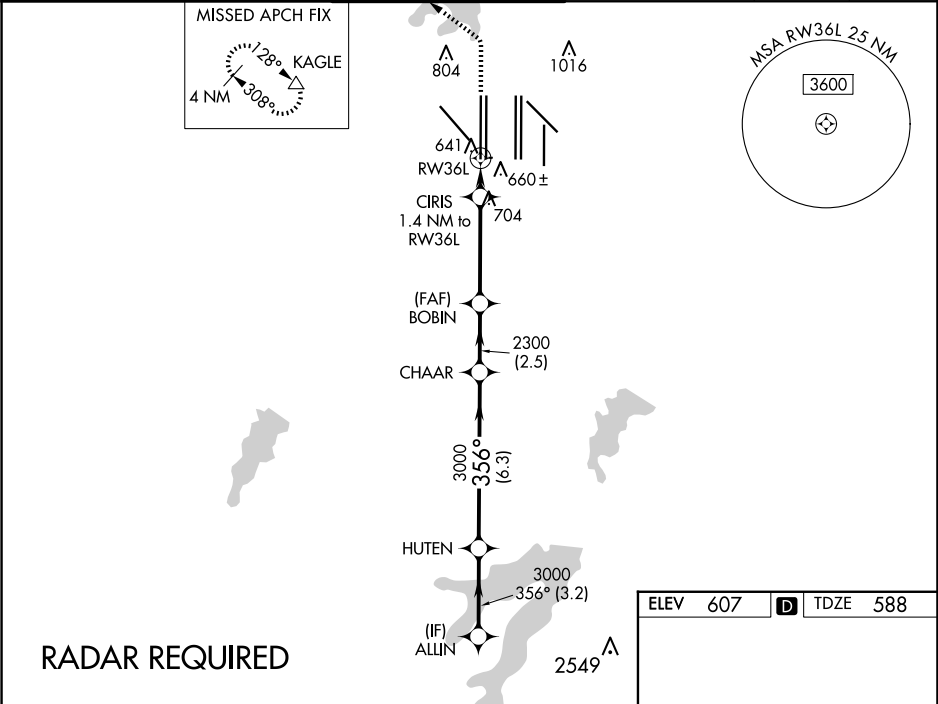 MISSED APCH FIX
128°
KAGLE
4 NM
308°
804
1016
MSA RW36L 25 NM
3600
641
RW36L
660 ±
CIRIS
1.4 NM to
RW36L
704
(FAF)
BOBIN
2300
(2.5)
CHAAR
3000
356°
(6.3)
HUTEN
3000
356° (3.2)
(IF)
ALLIN
2549
RADAR REQUIRED
ELEV 607 D TDZE 588